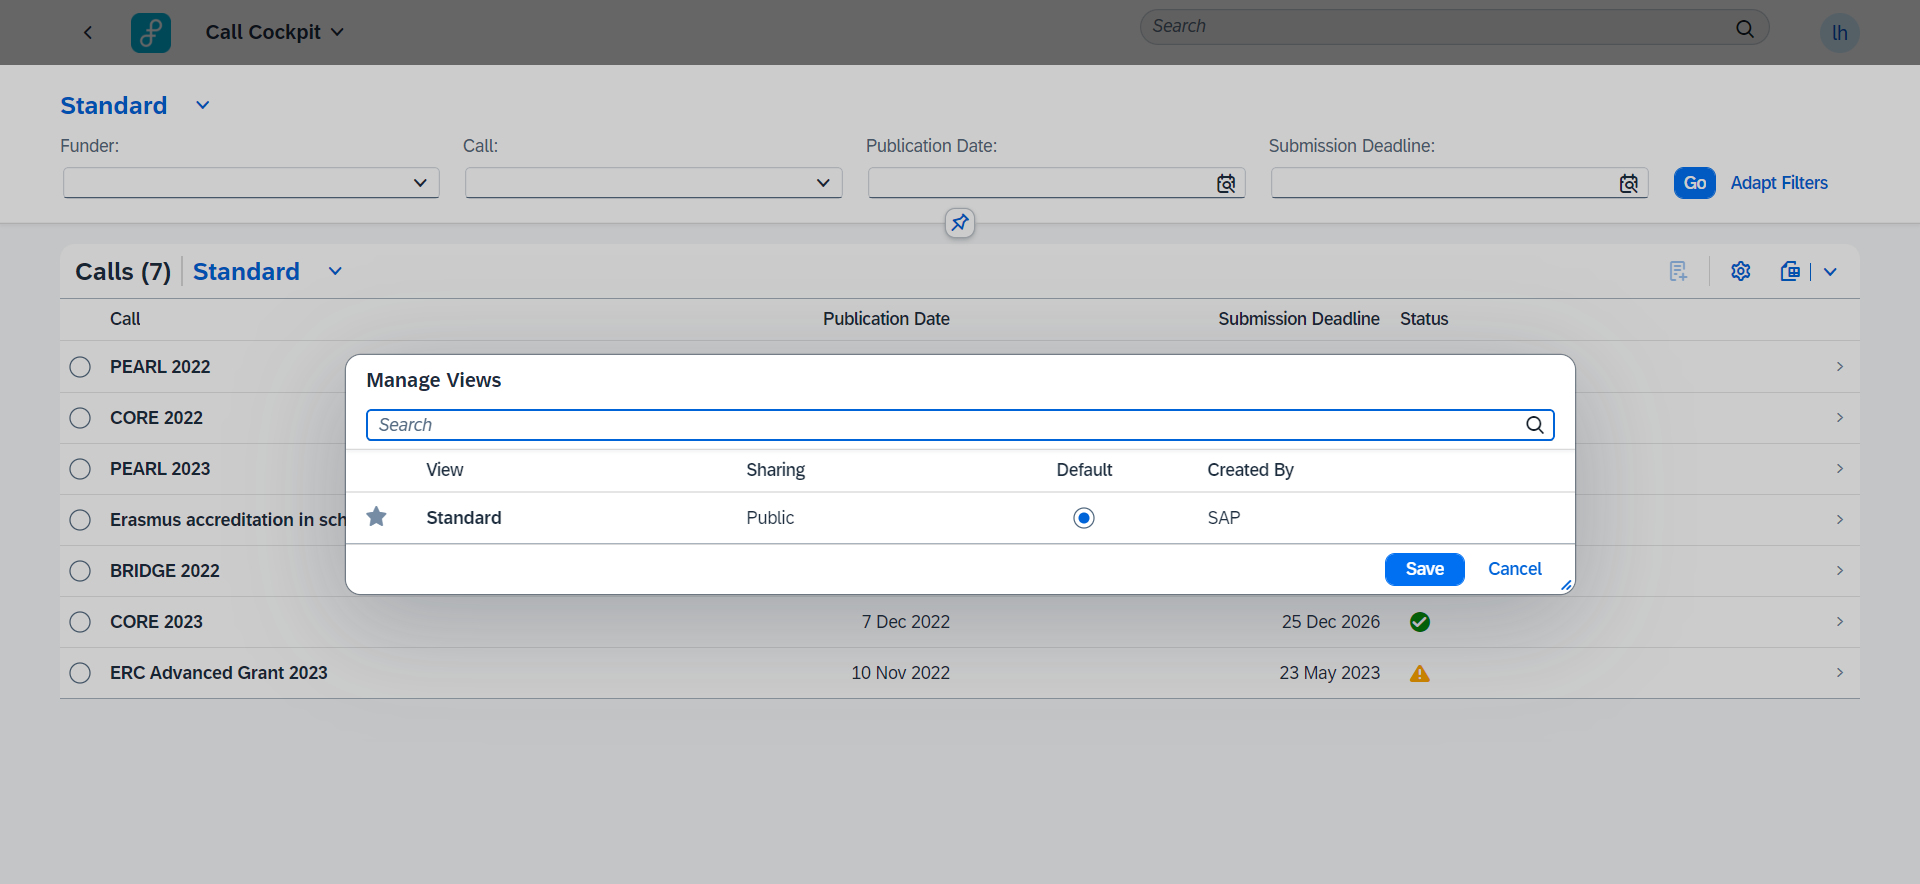 Call Cockpit
Search
lh
Standard
Funder:
Call:
Publication Date:
Submission Deadline:
Go
Adapt Filters
Calls (7)
Standard
Call
Publication Date
Submission Deadline
Status
PEARL 2022
CORE 2022
PEARL 2023
Erasmus accreditation in sch
BRIDGE 2022
Manage Views
Search
View
Sharing
Default
Created By
Standard
Public
SAP
Save
Cancel
CORE 2023
7 Dec 2022
25 Dec 2026
ERC Advanced Grant 2023
10 Nov 2022
23 May 2023